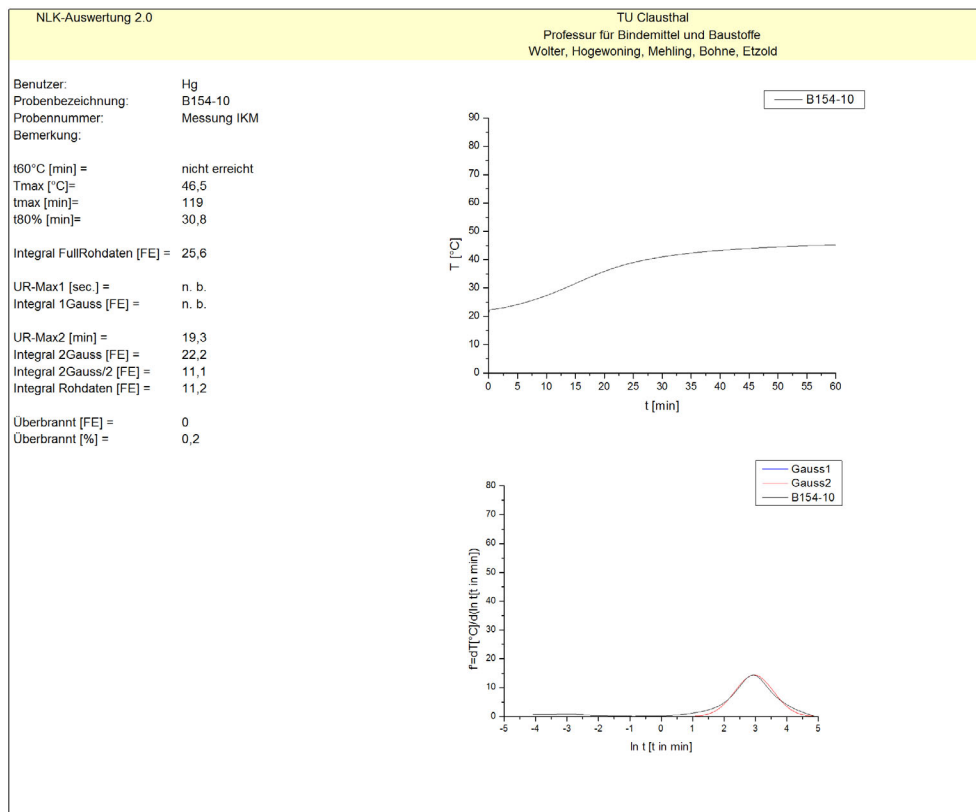 NLK-Auswertung 2.0
TU Clausthal
Professur für Bindemittel und Baustoffe
Wolter, Hogewoning, Mehling, Bohne, Etzold
Benutzer: Hg
Probenbezeichnung: B154-10
Probennummer: Messung IKM
Bemerkung:
t60°C [min] = nicht erreicht
Tmax [°C]= 46,5
tmax [min]= 119
t80% [min]= 30,8
Integral FullRohdaten [FE] = 25,6
UR-Max1 [sec.] = n. b.
Integral 1Gauss [FE] = n. b.
UR-Max2 [min] = 19,3
Integral 2Gauss [FE] = 22,2
Integral 2Gauss/2 [FE] = 11,1
Integral Rohdaten [FE] = 11,2
Überbrannt [FE] = 0
Überbrannt [%] = 0,2
B154-10
90
80
70
60
50
40
30
20
10
0
T [°C]
0 5 10 15 20 25 30 35 40 45 50 55 60
t [min]
Gauss1
Gauss2
B154-10
80
70
60
50
40
30
20
10
0
f'=dT[°C]/d(ln t[t in min])
-5 -4 -3 -2 -1 0 1 2 3 4 5
ln t [t in min]